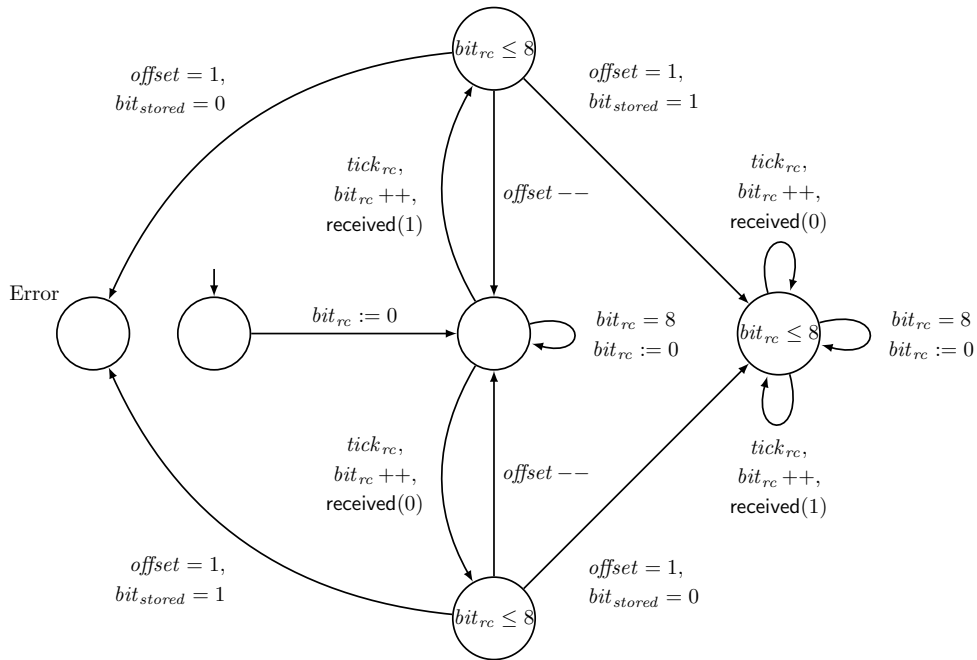 bit_rc ≤ 8
offset = 1,
bit_stored = 0
offset = 1,
bit_stored = 1
tick_rc,
bit_rc ++,
received(1)
offset −−
tick_rc,
bit_rc ++,
received(0)
Error
bit_rc := 0
bit_rc = 8
bit_rc := 0
bit_rc ≤ 8
bit_rc = 8
bit_rc := 0
tick_rc,
bit_rc ++,
received(0)
offset −−
tick_rc,
bit_rc ++,
received(1)
offset = 1,
bit_stored = 1
offset = 1,
bit_stored = 0
bit_rc ≤ 8